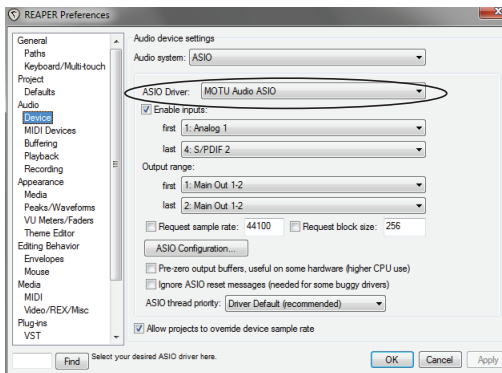 REAPER Preferences
General
Paths
Keyboard/Multi-touch
Project
Defaults
Audio
Device
MIDI Devices
Buffering
Playback
Recording
Appearance
Media
Peaks/Waveforms
VU Meters/Faders
Theme Editor
Editing Behavior
Envelopes
Mouse
Media
MIDI
Video/REX/Misc
Plug-ins
VST
Audio device settings
Audio system: ASIO
ASIO Driver: MOTU Audio ASIO
Enable inputs:
first 1: Analog 1
last 4: S/PDIF 2
Output range:
first 1: Main Out 1-2
last 2: Main Out 1-2
Request sample rate: 44100 Request block size: 256
ASIO Configuration...
Pre-zero output buffers, useful on some hardware (higher CPU use)
Ignore ASIO reset messages (needed for some buggy drivers)
ASIO thread priority: Driver Default (recommended)
Allow projects to override device sample rate
Find Select your desired ASIO driver here. OK Cancel Apply